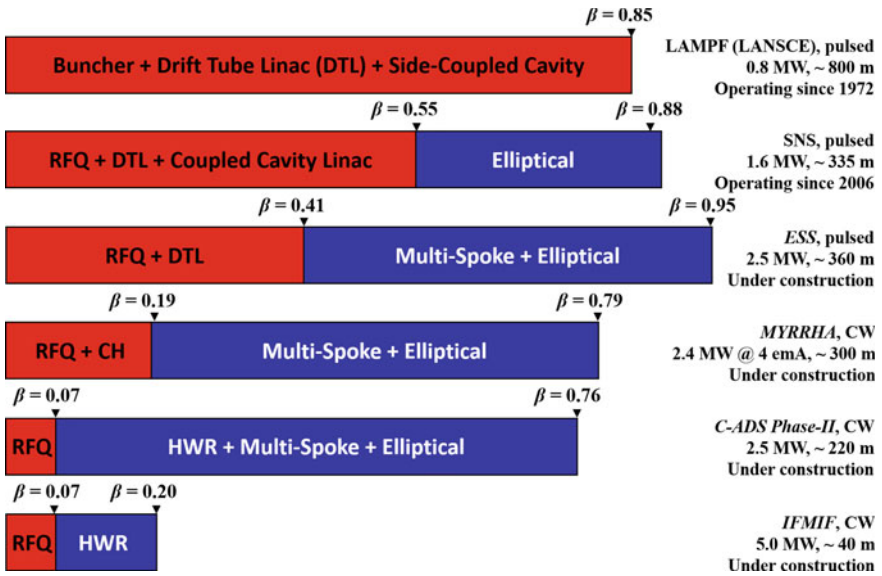 β = 0.85
Buncher + Drift Tube Linac (DTL) + Side-Coupled Cavity
LAMPF (LANSCE), pulsed
0.8 MW, ~ 800 m
Operating since 1972
β = 0.55
β = 0.88
RFQ + DTL + Coupled Cavity Linac
Elliptical
SNS, pulsed
1.6 MW, ~ 335 m
Operating since 2006
β = 0.41
β = 0.95
RFQ + DTL
Multi-Spoke + Elliptical
ESS, pulsed
2.5 MW, ~ 360 m
Under construction
β = 0.19
β = 0.79
RFQ + CH
Multi-Spoke + Elliptical
MYRRHA, CW
2.4 MW @ 4 emA, ~ 300 m
Under construction
β = 0.07
β = 0.76
RFQ
HWR + Multi-Spoke + Elliptical
C-ADS Phase-II, CW
2.5 MW, ~ 220 m
Under construction
β = 0.07
β = 0.20
RFQ
HWR
IFMIF, CW
5.0 MW, ~ 40 m
Under construction